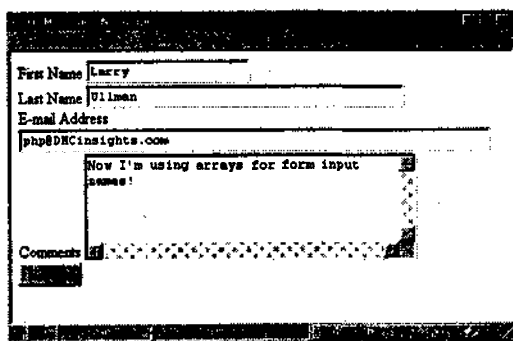 First Name Larry
Last Name Ullman
E-mail Address
php@DMCinsights.com
Now I'm using arrays for form input
names!
Comments